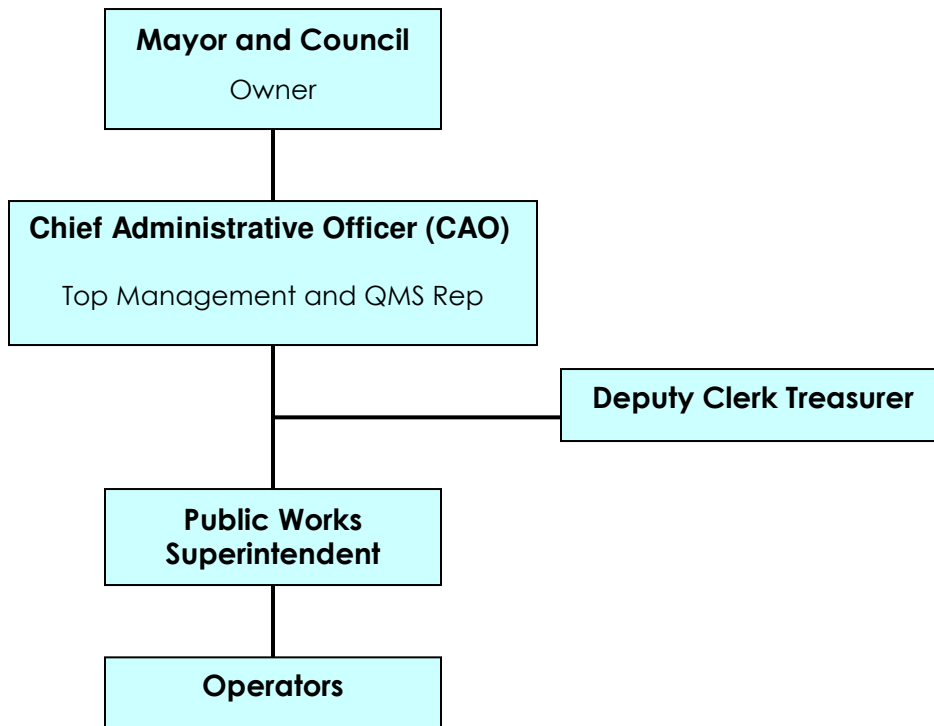 Mayor and Council
Owner
Chief Administrative Officer (CAO)
Top Management and QMS Rep
Deputy Clerk Treasurer
Public Works
Superintendent
Operators